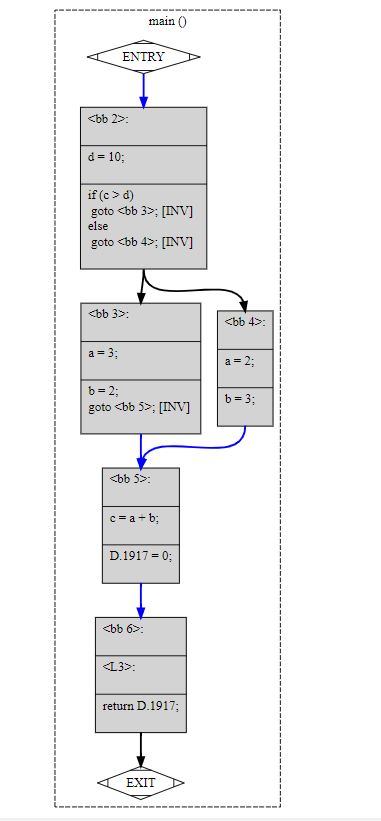 main ()
ENTRY
<bb 2>:
d = 10;
if (c > d)
goto <bb 3>; [INV]
else
goto <bb 4>; [INV]
<bb 3>:
a = 3;
b = 2;
goto <bb 5>; [INV]
<bb 4>:
a = 2;
b = 3;
<bb 5>:
c = a + b;
D.1917 = 0;
<bb 6>:
<L3>:
return D.1917;
EXIT